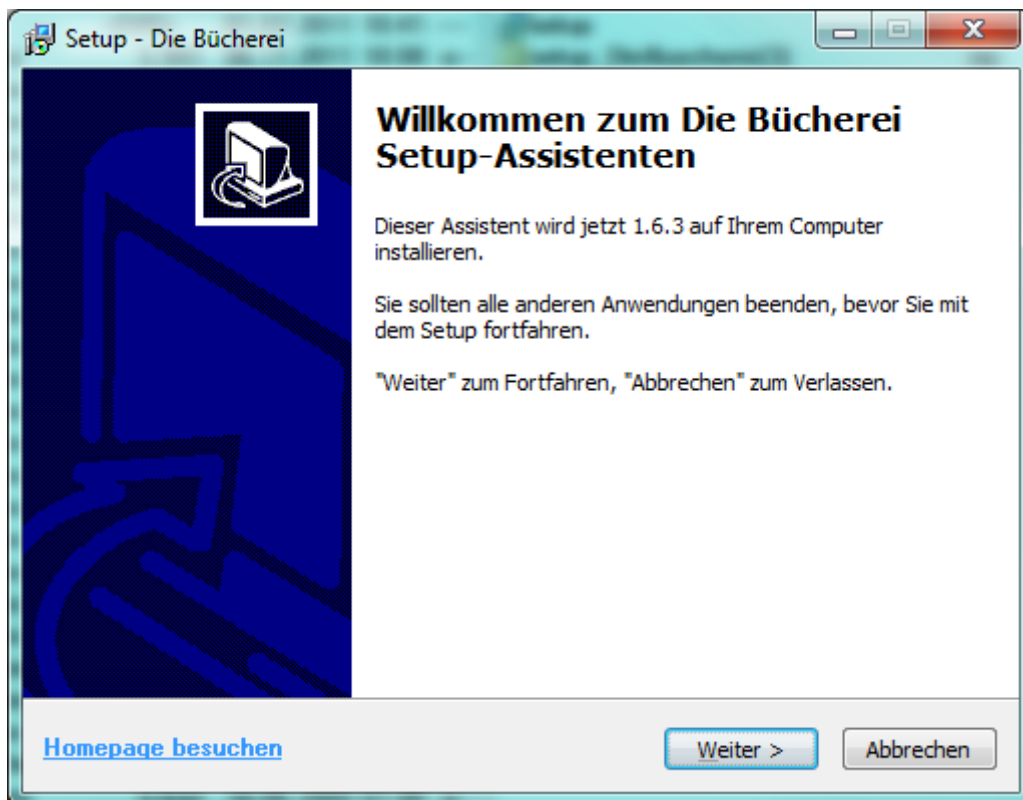 Setup - Die Bücherei
Willkommen zum Die Bücherei
Setup-Assistenten
Dieser Assistent wird jetzt 1.6.3 auf Ihrem Computer
installieren.
Sie sollten alle anderen Anwendungen beenden, bevor Sie mit
dem Setup fortfahren.
"Weiter" zum Fortfahren, "Abbrechen" zum Verlassen.
Homepage besuchen
Weiter >
Abbrechen